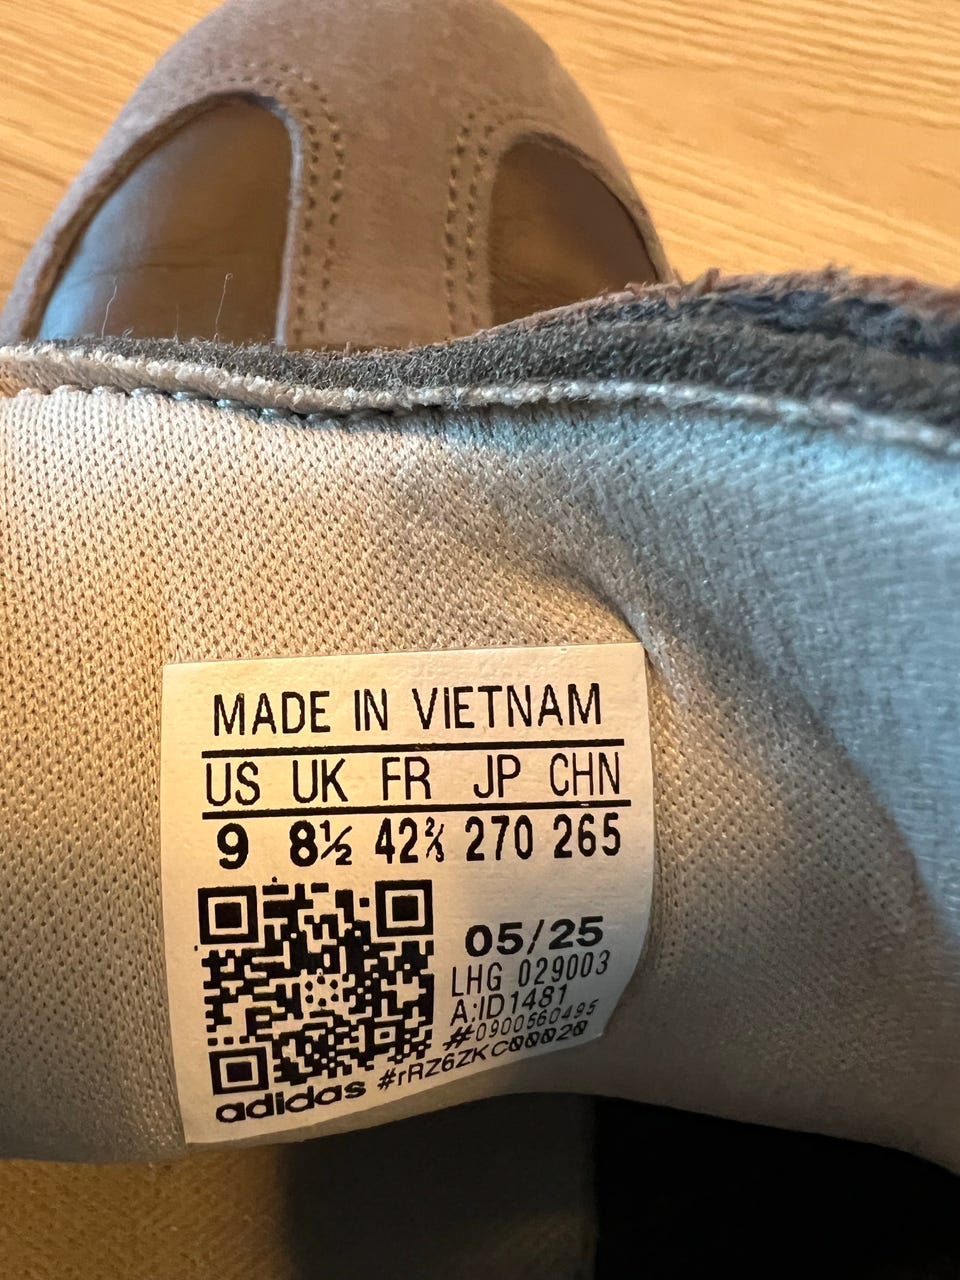 MADE IN VIETNAM
US UK FR JP CHN
9 8½ 42⅔ 270 265
05/25
LHG 029003
A:ID1481
#0900560495
#rRZ6ZKC00020
adidas